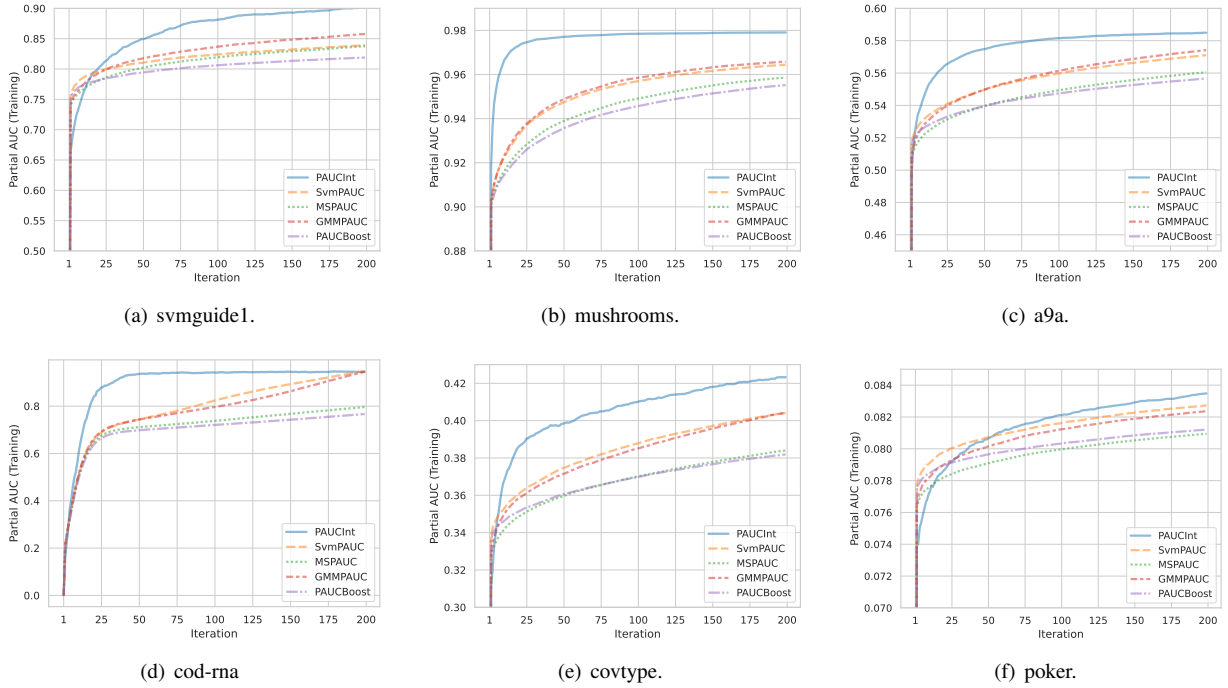 0.90
0.85
0.80
0.75
0.70
0.65
0.60
0.55
0.50
Partial AUC (Training)
1 25 50 75 100 125 150 175 200
Iteration
PAUCInt
SvmPAUC
MSPAUC
GMMPAUC
PAUCBoost
(a) svmguide1.
0.98
0.96
0.94
0.92
0.90
0.88
Partial AUC (Training)
1 25 50 75 100 125 150 175 200
Iteration
PAUCInt
SvmPAUC
MSPAUC
GMMPAUC
PAUCBoost
(b) mushrooms.
0.60
0.58
0.56
0.54
0.52
0.50
0.48
0.46
Partial AUC (Training)
1 25 50 75 100 125 150 175 200
Iteration
PAUCInt
SvmPAUC
MSPAUC
GMMPAUC
PAUCBoost
(c) a9a.
0.8
0.6
0.4
0.2
0.0
Partial AUC (Training)
1 25 50 75 100 125 150 175 200
Iteration
PAUCInt
SvmPAUC
MSPAUC
GMMPAUC
PAUCBoost
(d) cod-rna
0.42
0.40
0.38
0.36
0.34
0.32
0.30
Partial AUC (Training)
1 25 50 75 100 125 150 175 200
Iteration
PAUCInt
SvmPAUC
MSPAUC
GMMPAUC
PAUCBoost
(e) covtype.
0.084
0.082
0.080
0.078
0.076
0.074
0.072
0.070
Partial AUC (Training)
1 25 50 75 100 125 150 175 200
Iteration
PAUCInt
SvmPAUC
MSPAUC
GMMPAUC
PAUCBoost
(f) poker.